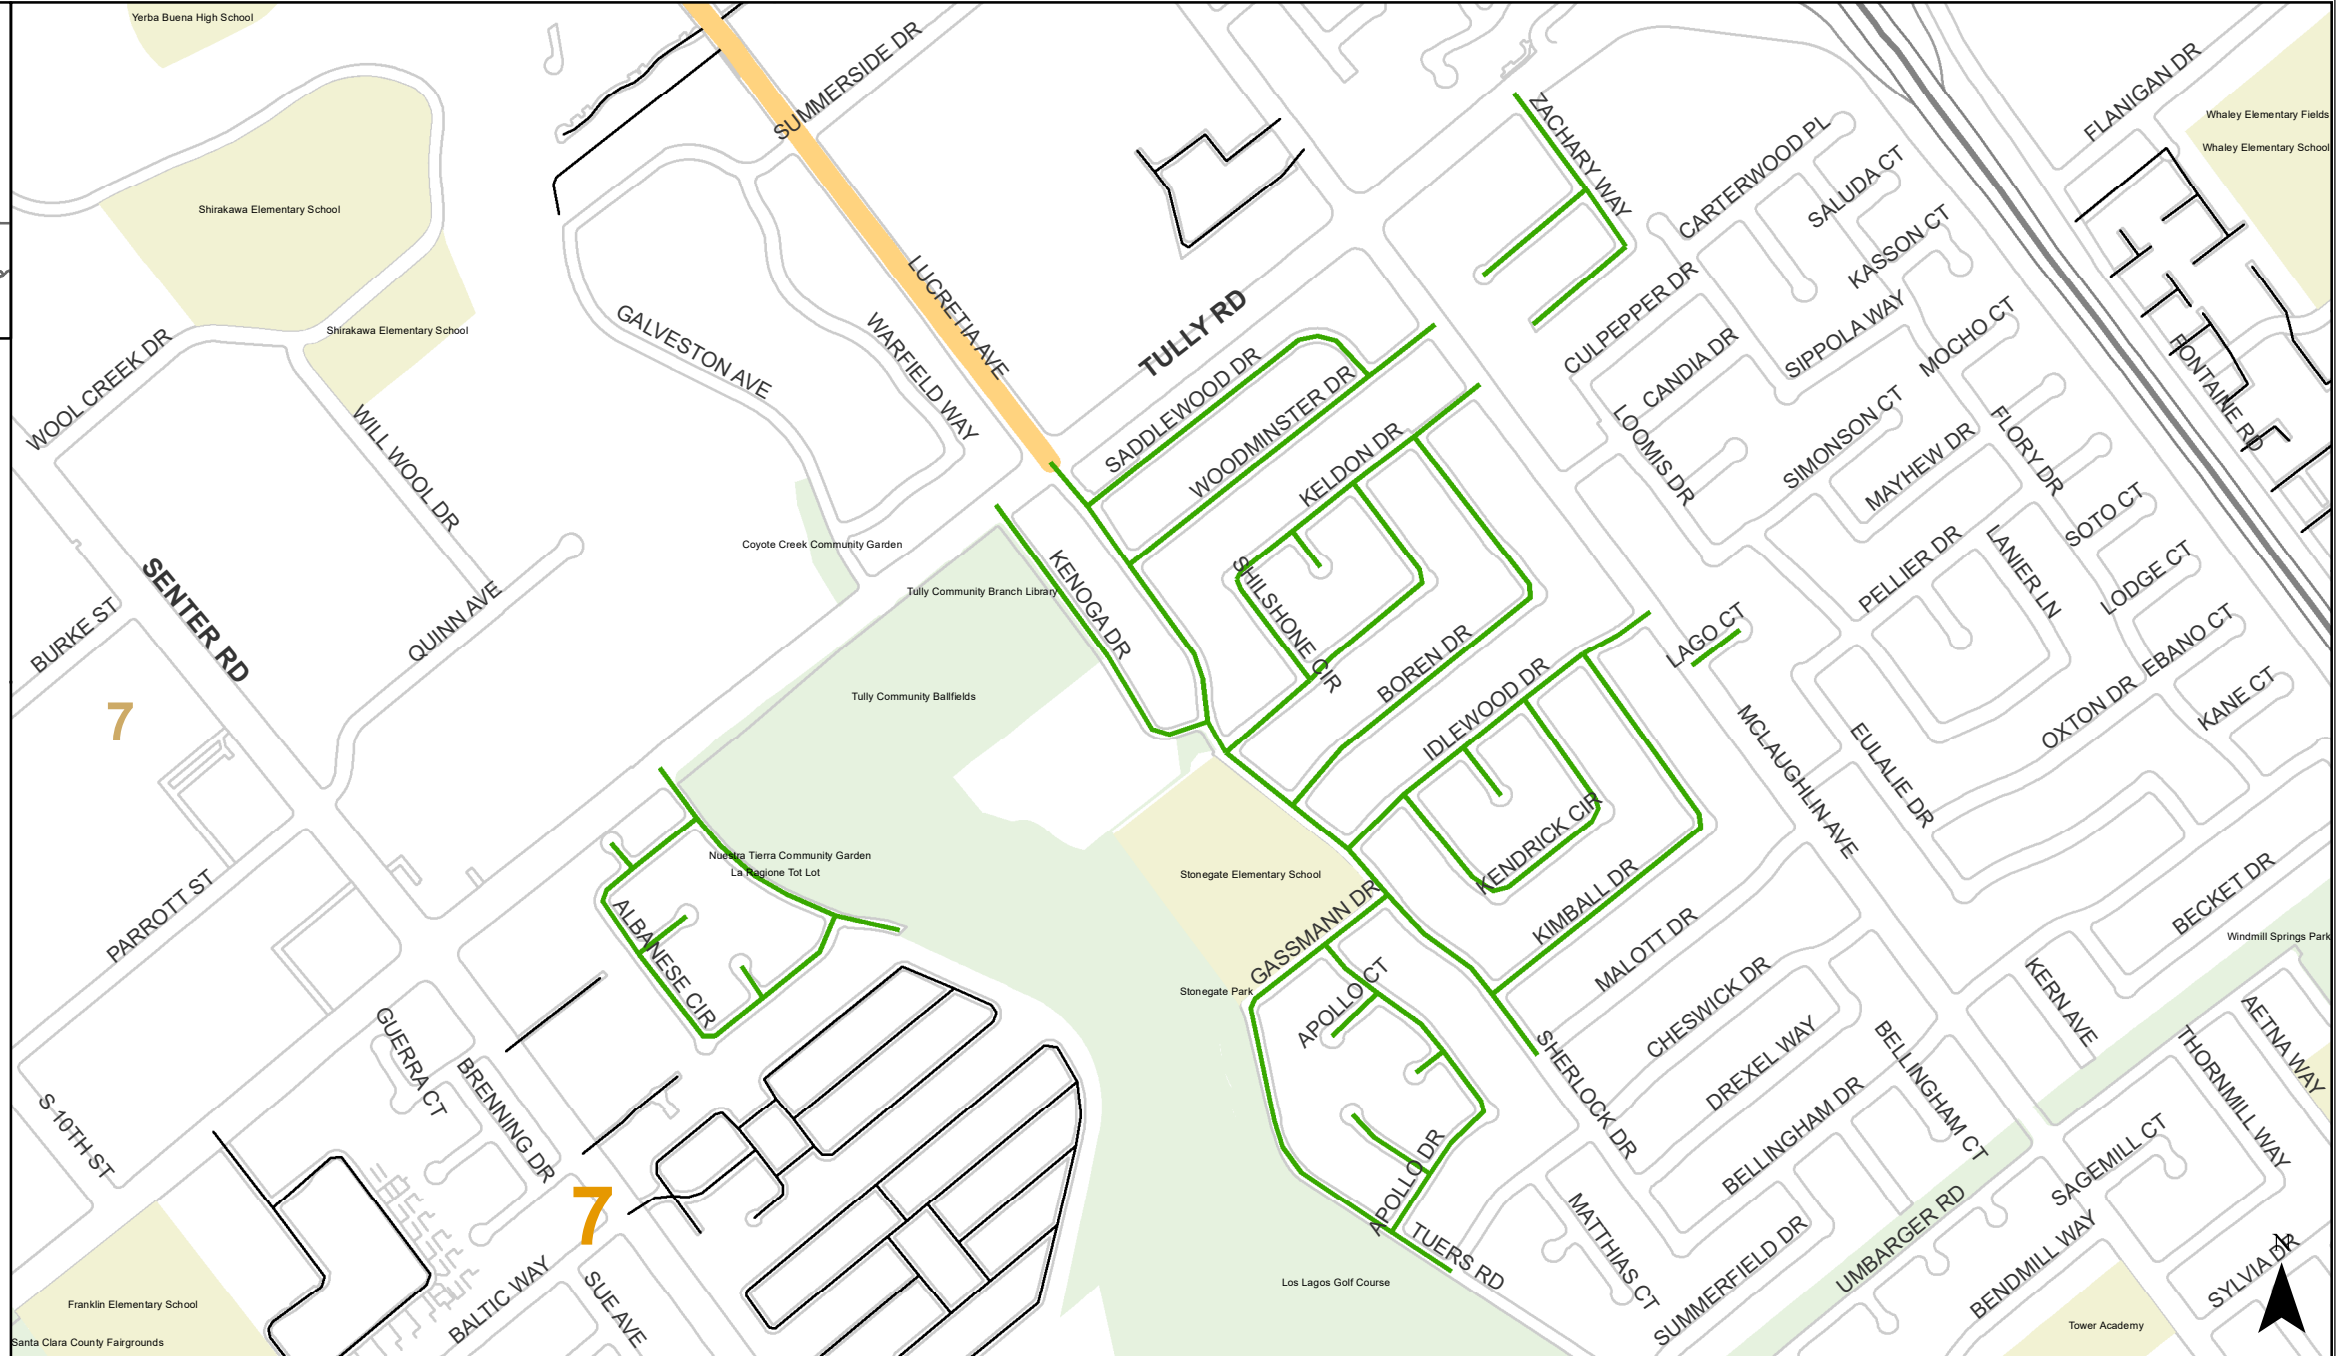 Yerba Buena High School
SUMMERSIDE DR
FLANIGAN DR
ZACHARY WAY
Whaley Elementary Fields
CARTERWOOD PL
Whaley Elementary School
SALUDA CT
Shirakawa Elementary School
KASSON CT
LUCRETIA AVE
CULPEPPER DR
TULLY RD
SIPPOLA WAY
Shirakawa Elementary School
GALVESTON AVE
WARFIELD WAY
MOCHO CT
CANDIA DR
FONTAINE RD
WOOL CREEK DR
SADDLEWOOD DR
WOODMINSTER DR
WILL WOOL DR
KELDON DR
LOOMIS DR
SIMONSON CT
MAYHEW DR
FLORY DR
SOTO CT
Coyote Creek Community Garden
KENOGA DR
SHILSHONE CIR
PELLIER DR
LANIER LN
LODGE CT
SENTER RD
Tully Community Branch Library
BURKE ST
QUINN AVE
LAGO CT
BOREN DR
EBANO CT
Tully Community Ballfields
7
IDLEWOOD DR
OXTON DR
KANE CT
MCLAUGHLIN AVE
EULALIE DR
KENDRICK CIR
Nuestra Tierra Community Garden
La Ragione Tot Lot
Stonegate Elementary School
KIMBALL DR
BECKET DR
PARROTT ST
ALBANESE CIR
GASSMANN DR
MALOTT DR
Windmill Springs Park
Stonegate Park
APOLLO CT
CHESWICK DR
KERN AVE
AETNA WAY
GUERRA CT
BRENNING DR
SHERLOCK DR
DREXEL WAY
BELLINGHAM CT
THORNMILL WAY
S 10TH ST
BELLINGHAM DR
APOLLO DR
SAGEMILL CT
7
MATTHIAS CT
UMBARGER RD
TUERS RD
SUMMERFIELD DR
BENDMILL WAY
N
SYLVIA DR
Los Lagos Golf Course
BALTIC WAY
SUE AVE
Franklin Elementary School
Tower Academy
Santa Clara County Fairgrounds